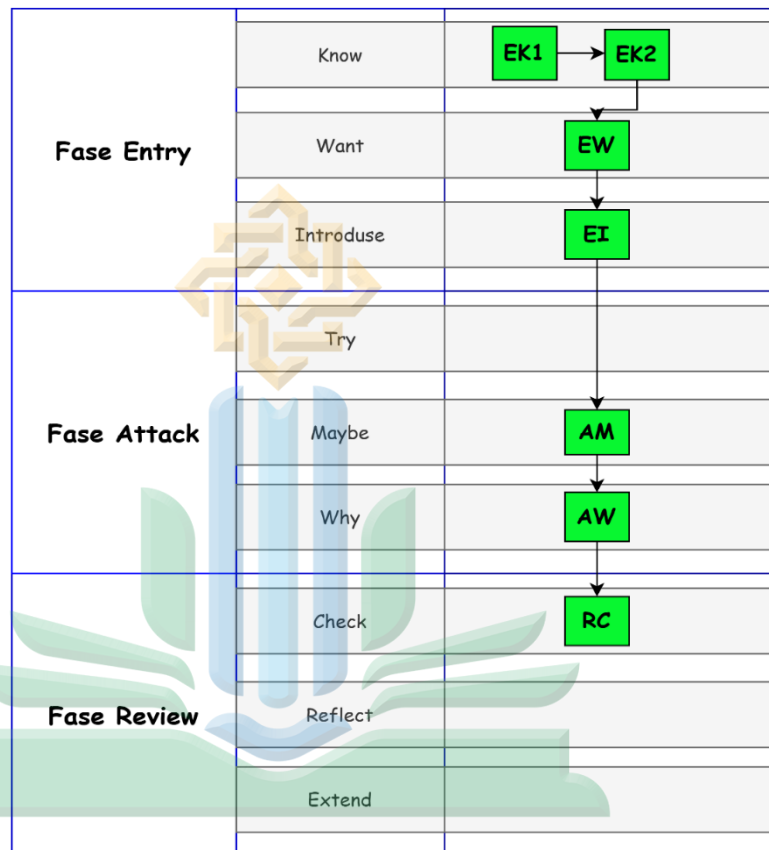 Know
EK1
EK2
Fase Entry
Want
EW
Introduse
EI
Try
Fase Attack
Maybe
AM
Why
AW
Check
RC
Fase Review
Reflect
Extend